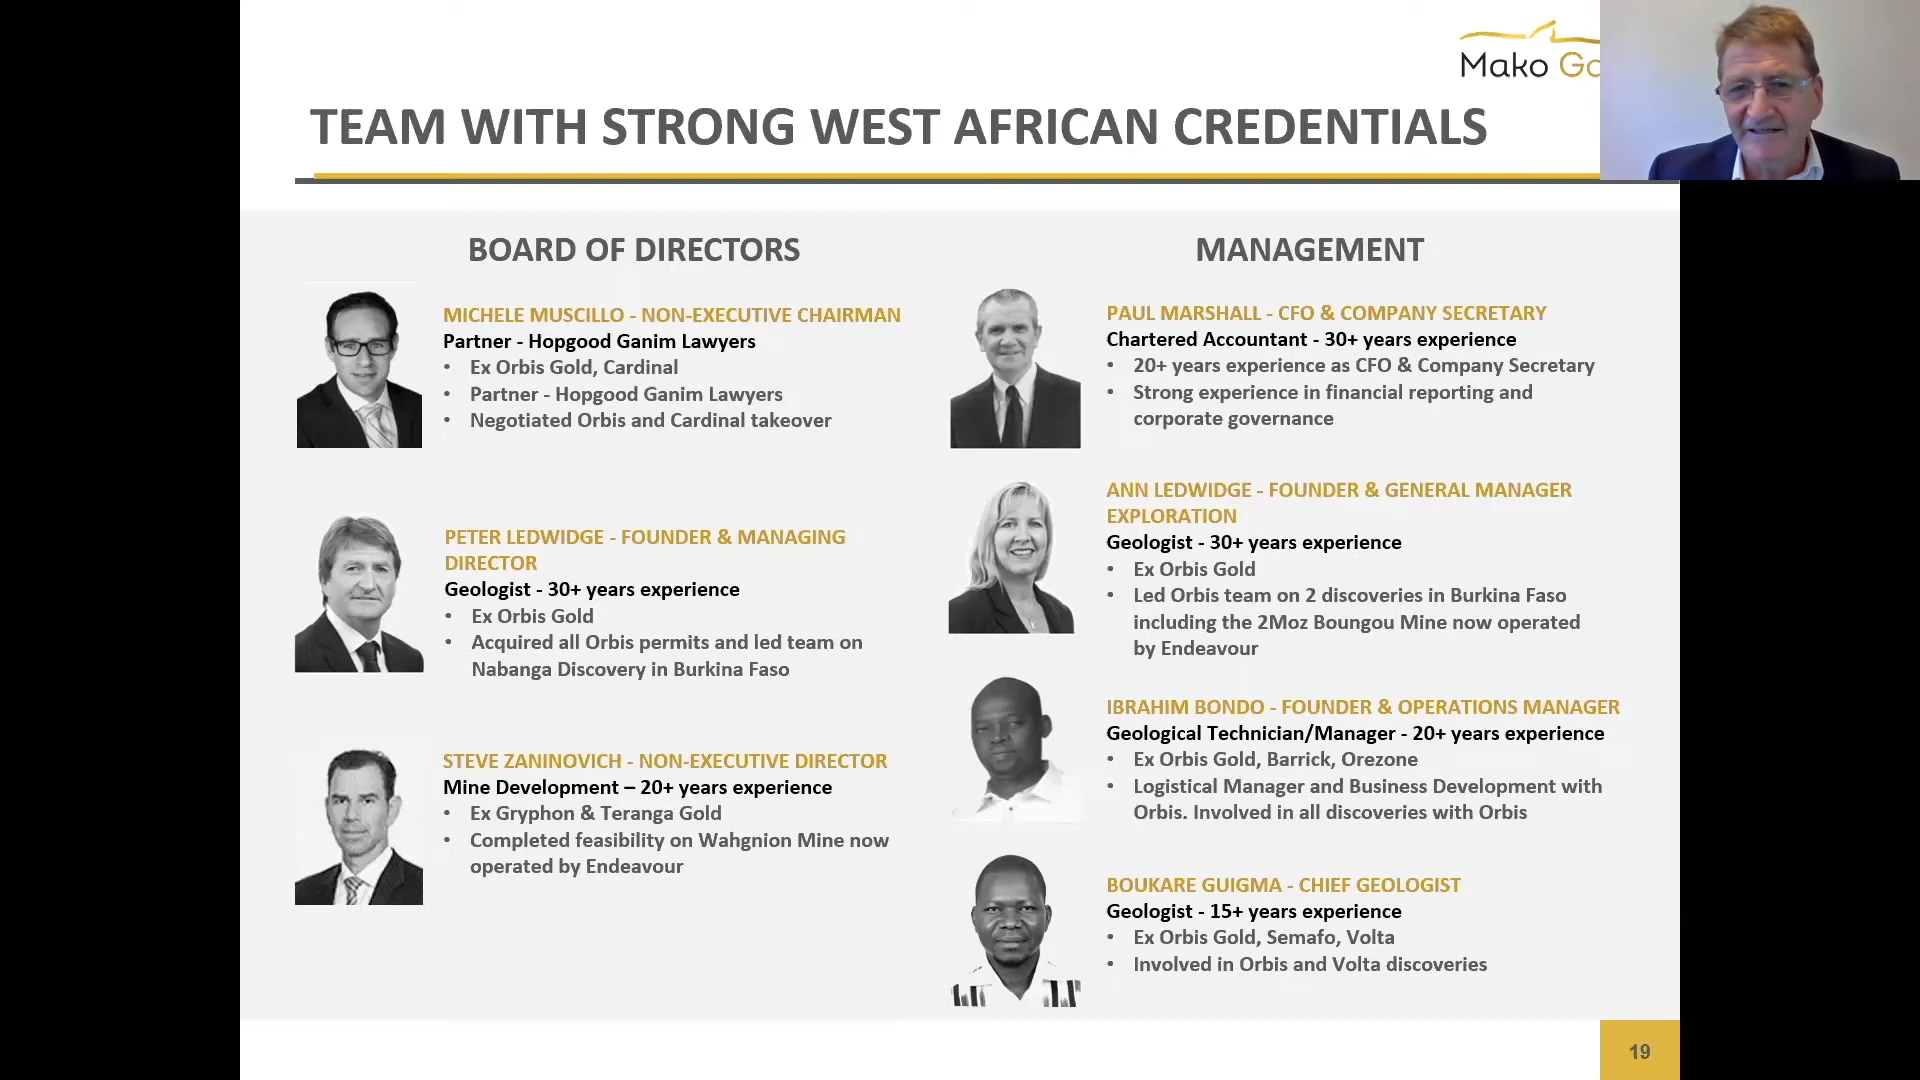 Mako Go
TEAM WITH STRONG WEST AFRICAN CREDENTIALS
BOARD OF DIRECTORS
MICHELE MUSCILLO - NON-EXECUTIVE CHAIRMAN
Partner - Hopgood Ganim Lawyers
• Ex Orbis Gold, Cardinal
• Partner - Hopgood Ganim Lawyers
• Negotiated Orbis and Cardinal takeover
PETER LEDWIDGE - FOUNDER & MANAGING
DIRECTOR
Geologist - 30+ years experience
• Ex Orbis Gold
• Acquired all Orbis permits and led team on
Nabanga Discovery in Burkina Faso
STEVE ZANINOVICH - NON-EXECUTIVE DIRECTOR
Mine Development – 20+ years experience
• Ex Gryphon & Teranga Gold
• Completed feasibility on Wahgnion Mine now
operated by Endeavour
MANAGEMENT
PAUL MARSHALL - CFO & COMPANY SECRETARY
Chartered Accountant - 30+ years experience
• 20+ years experience as CFO & Company Secretary
• Strong experience in financial reporting and
corporate governance
ANN LEDWIDGE - FOUNDER & GENERAL MANAGER
EXPLORATION
Geologist - 30+ years experience
• Ex Orbis Gold
• Led Orbis team on 2 discoveries in Burkina Faso
including the 2Moz Boungou Mine now operated
by Endeavour
IBRAHIM BONDO - FOUNDER & OPERATIONS MANAGER
Geological Technician/Manager - 20+ years experience
• Ex Orbis Gold, Barrick, Orezone
• Logistical Manager and Business Development with
Orbis. Involved in all discoveries with Orbis
BOUKARE GUIGMA - CHIEF GEOLOGIST
Geologist - 15+ years experience
• Ex Orbis Gold, Semafo, Volta
• Involved in Orbis and Volta discoveries
19